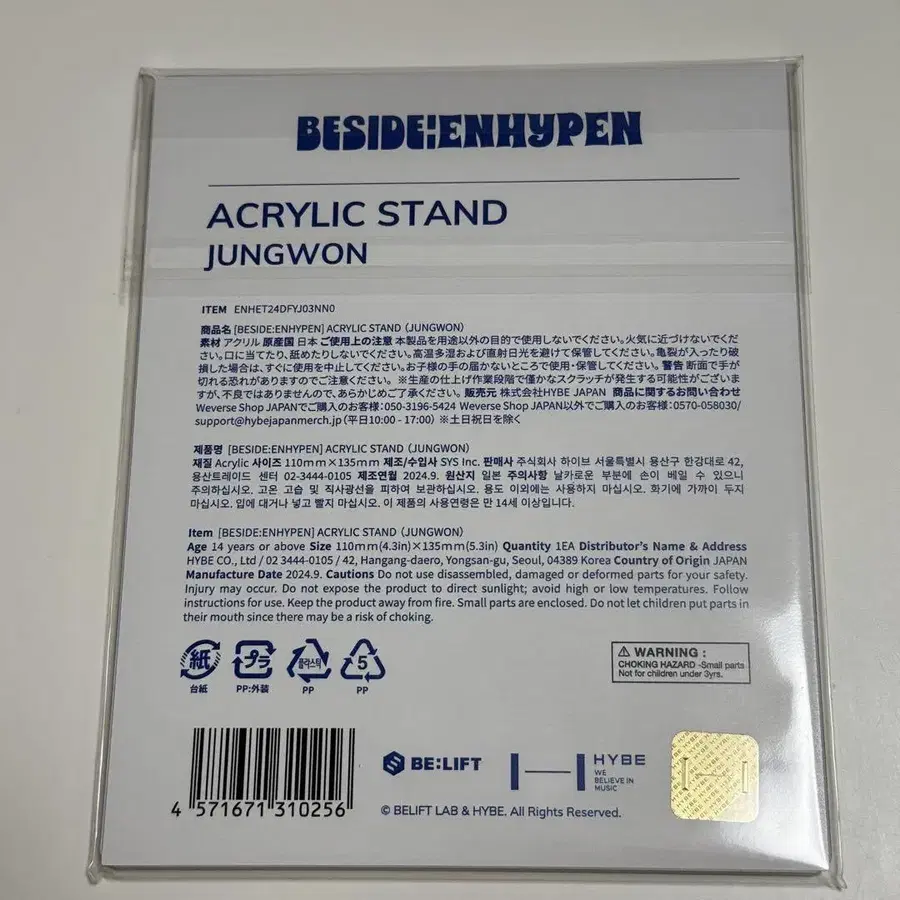 BESIDE:ENHYPEN
ACRYLIC STAND
JUNGWON
ITEM ENHET24DFYJ03NN0
商品名 [BESIDE:ENHYPEN] ACRYLIC STAND (JUNGWON)
素材 アクリル 原産国 日本 ご使用上の注意 本製品を用途以外の目的で使用しないでください。火気に近づけないでくだ
さい。口に当てたり、舐めたりしないでください。高温多湿および直射日光を避けて保管してください。亀裂が入ったり破
損した場合は、すぐに使用を中止してください。お子様の手の届かないところで使用・保管してください。 警告 断面で手が
切れる恐れがありますのでご注意ください。 ※生産の仕上げ作業段階で僅かなスクラッチが発生する可能性がございま
すが、不良ではありませんので、あらかじめご了承ください。 販売元 株式会社HYBE JAPAN 商品に関するお問い合わせ
Weverse Shop JAPANでご購入のお客様:050-3196-5424 Weverse Shop JAPAN以外でご購入のお客様:0570-058030/
support@hybejapanmerch.jp (平日10:00 - 17:00) ※土日祝日を除く
제품명 [BESIDE:ENHYPEN] ACRYLIC STAND (JUNGWON)
재질 Acrylic 사이즈 110mm×135mm 제조/수입사 SYS Inc. 판매사 주식회사 하이브 서울특별시 용산구 한강대로 42,
용산트레이드 센터 02-3444-0105 제조연월 2024.9. 원산지 일본 주의사항 날카로운 부분에 손이 베일 수 있으니
주의하십시오. 고온 고습 및 직사광선을 피하여 보관하십시오. 용도 이외에는 사용하지 마십시오. 화기에 가까이 두지
마십시오. 입에 대거나 넣고 빨지 마십시오. 이 제품의 사용연령은 만 14세 이상입니다.
Item [BESIDE:ENHYPEN] ACRYLIC STAND (JUNGWON)
Age 14 years or above Size 110mm(4.3in)×135mm(5.3in) Quantity 1EA Distributor's Name & Address
HYBE CO., Ltd / 02 3444-0105 / 42, Hangang-daero, Yongsan-gu, Seoul, 04389 Korea Country of Origin JAPAN
Manufacture Date 2024.9. Cautions Do not use disassembled, damaged or deformed parts for your safety.
Injury may occur. Do not expose the product to direct sunlight; avoid high or low temperatures. Follow
instructions for use. Keep the product away from fire. Small parts are enclosed. Do not let children put parts in
their mouth since there may be a risk of choking.
紙 プラ 플라스틱 5
台紙 PP:外装 PP PP
WARNING :
CHOKING HAZARD -Small parts
Not for children under 3yrs.
4 571671 310256
BE:LIFT
HYBE
WE
BELIEVE IN
MUSIC
© BELIFT LAB & HYBE. All Rights Reserved.